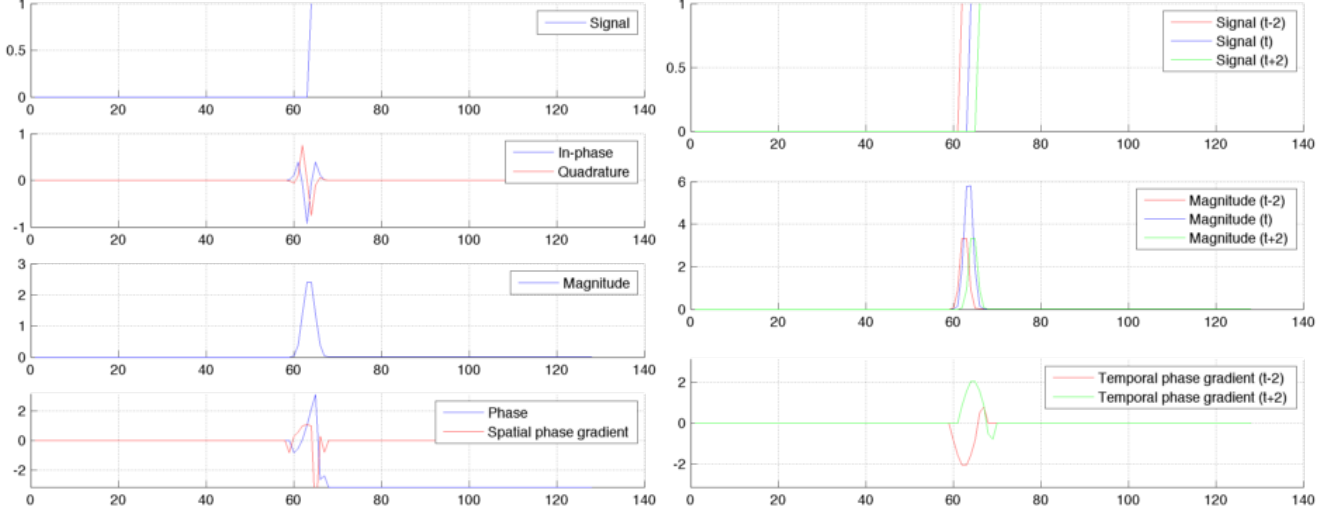 1
Signal
0.5
0
0 20 40 60 80 100 120 140
1
In-phase
0
Quadrature
-1
0 20 40 60 80 100 120 140
3
Magnitude
2
1
0
0 20 40 60 80 100 120 140
2
Phase
0
Spatial phase gradient
-2
0 20 40 60 80 100 120 140
1
Signal (t-2)
Signal (t)
Signal (t+2)
0.5
0
0 20 40 60 80 100 120 140
6
Magnitude (t-2)
Magnitude (t)
4
Magnitude (t+2)
2
0
0 20 40 60 80 100 120 140
2
Temporal phase gradient (t-2)
Temporal phase gradient (t+2)
0
-2
0 20 40 60 80 100 120 140